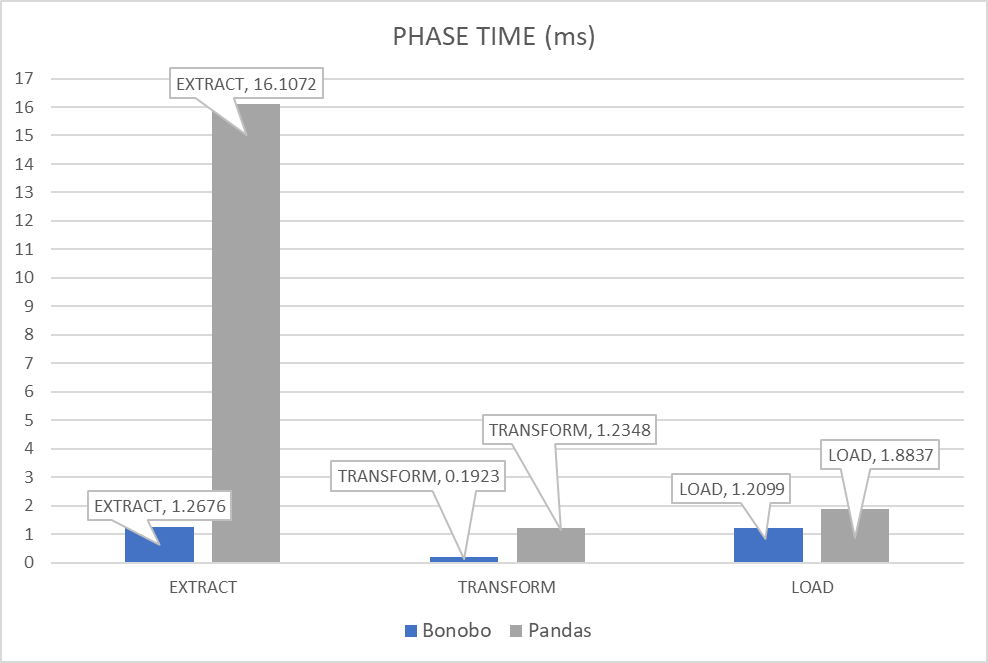 PHASE TIME (ms)
17
16
15
14
13
12
11
10
9
8
7
6
5
4
3
2
1
0
EXTRACT, 16.1072
EXTRACT, 1.2676
TRANSFORM, 0.1923
TRANSFORM, 1.2348
LOAD, 1.2099
LOAD, 1.8837
EXTRACT
TRANSFORM
LOAD
Bonobo
Pandas